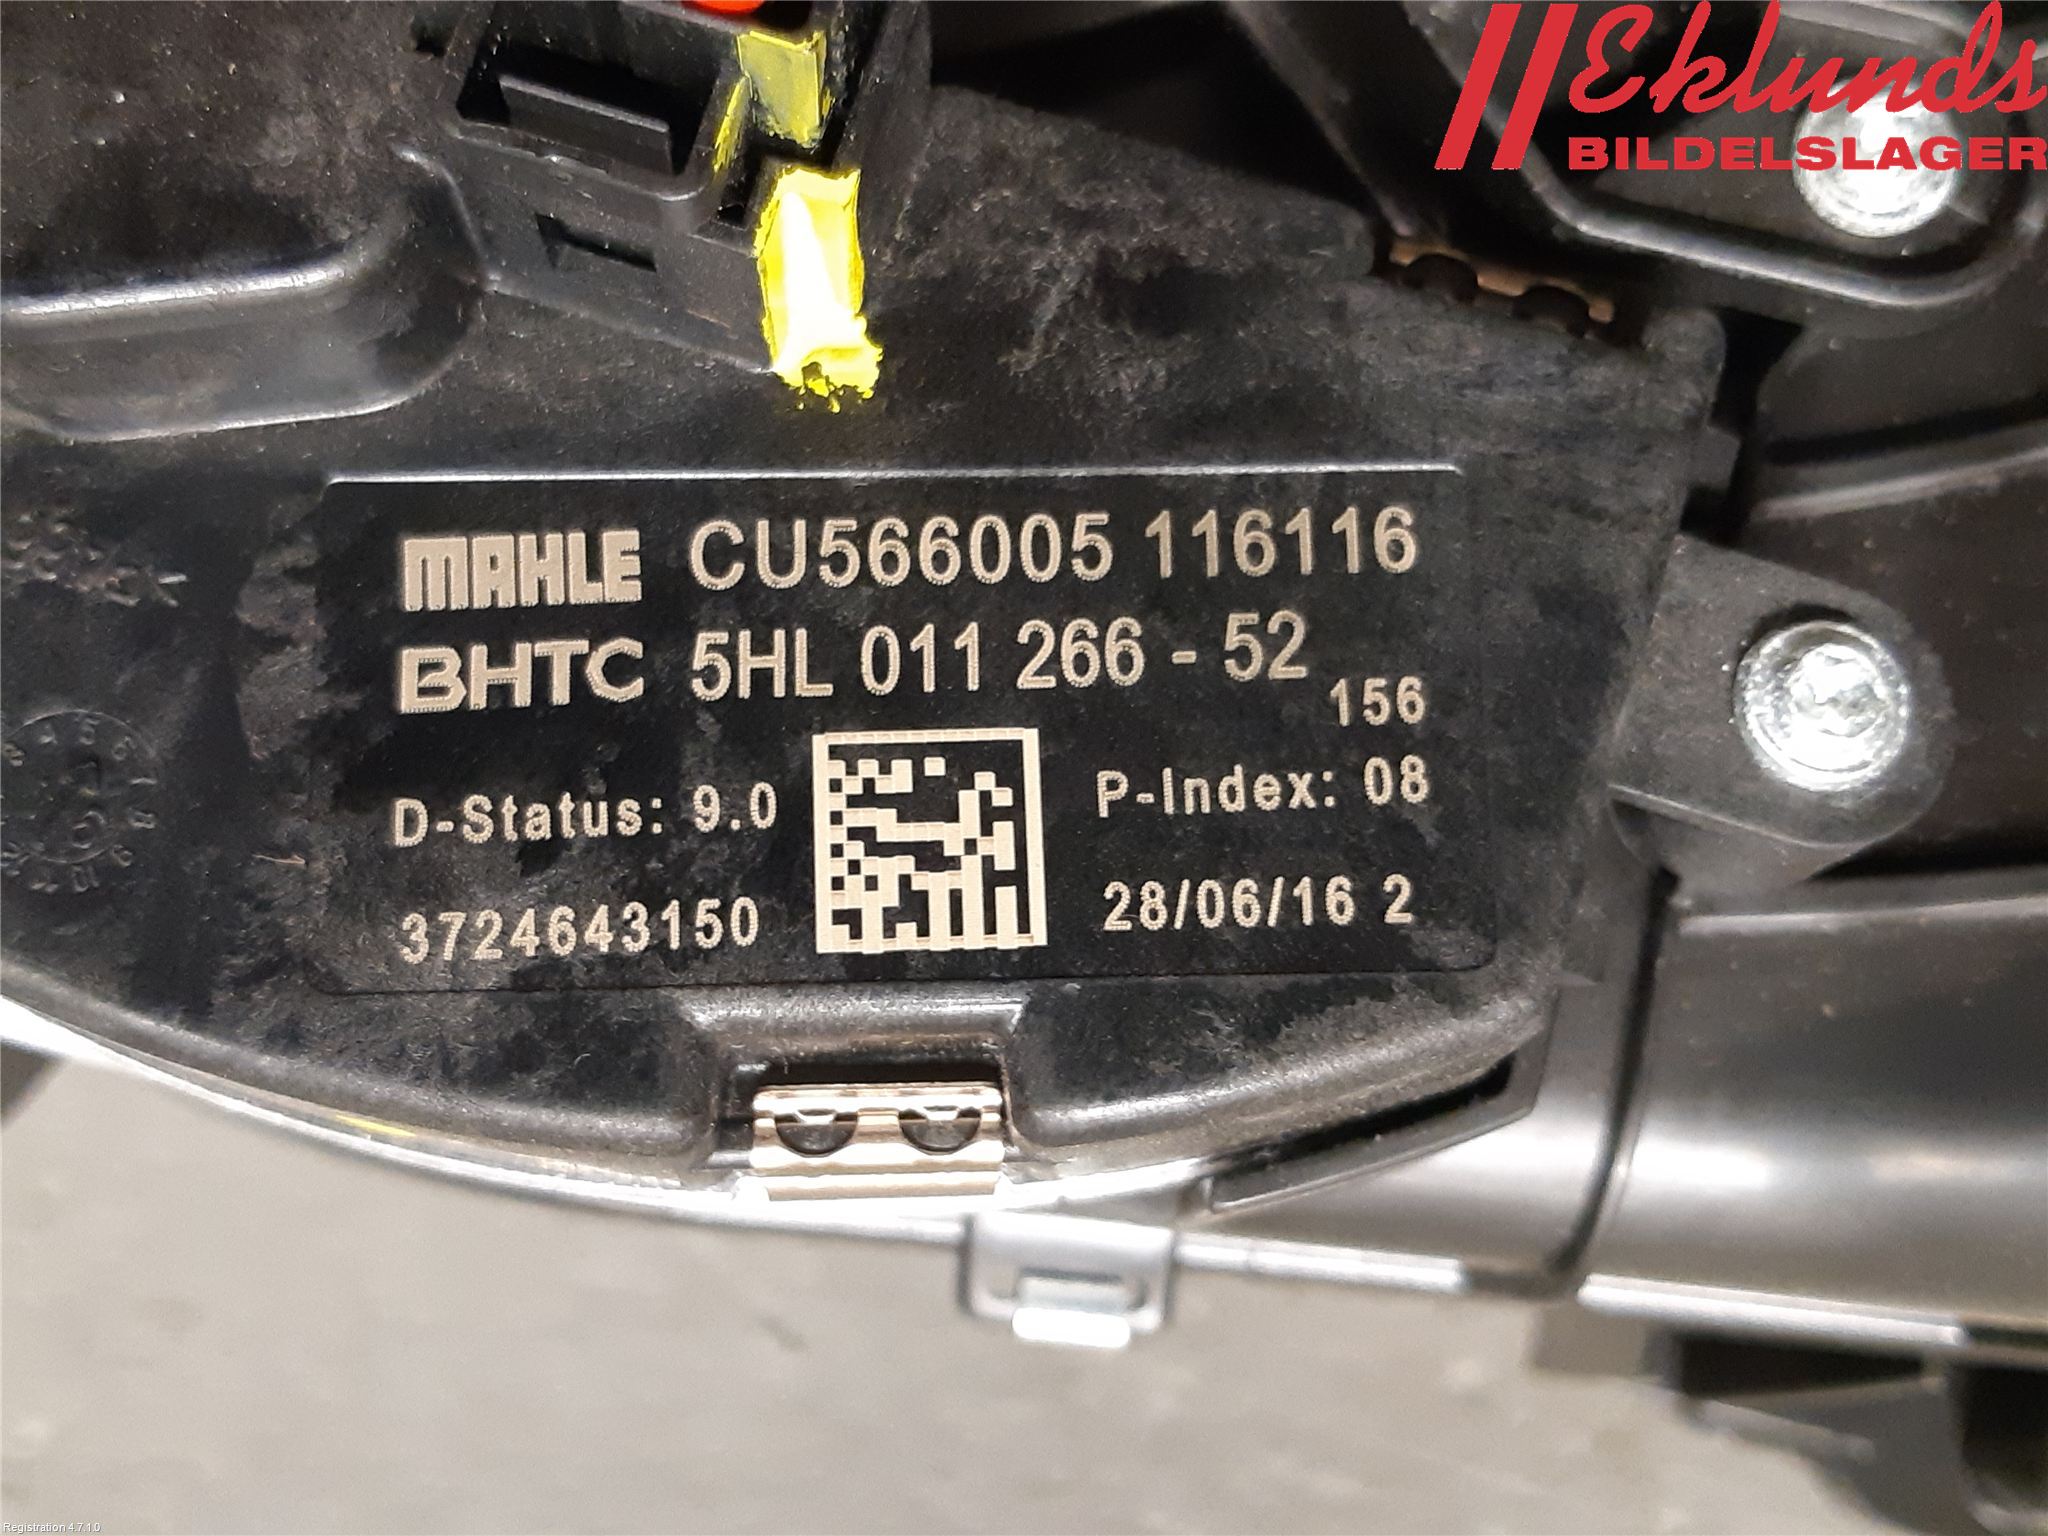 Eklunds
BILDELSLAGER
MAHLE CU566005 116116
BHTC 5HL 011 266 - 52
156
D-Status: 9.0
P-Index: 08
3724643150
28/06/16 2
Registration 4.7.1.0